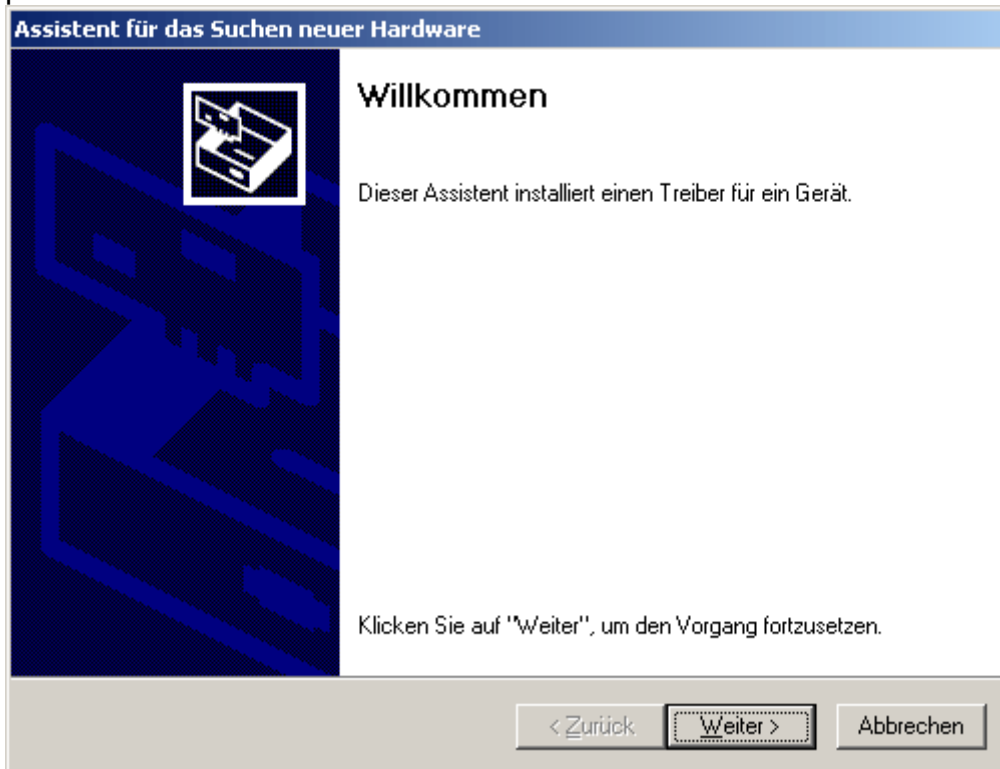 Assistent für das Suchen neuer Hardware
Willkommen
Dieser Assistent installiert einen Treiber für ein Gerät.
Klicken Sie auf "Weiter", um den Vorgang fortzusetzen.
< Zurück Weiter > Abbrechen